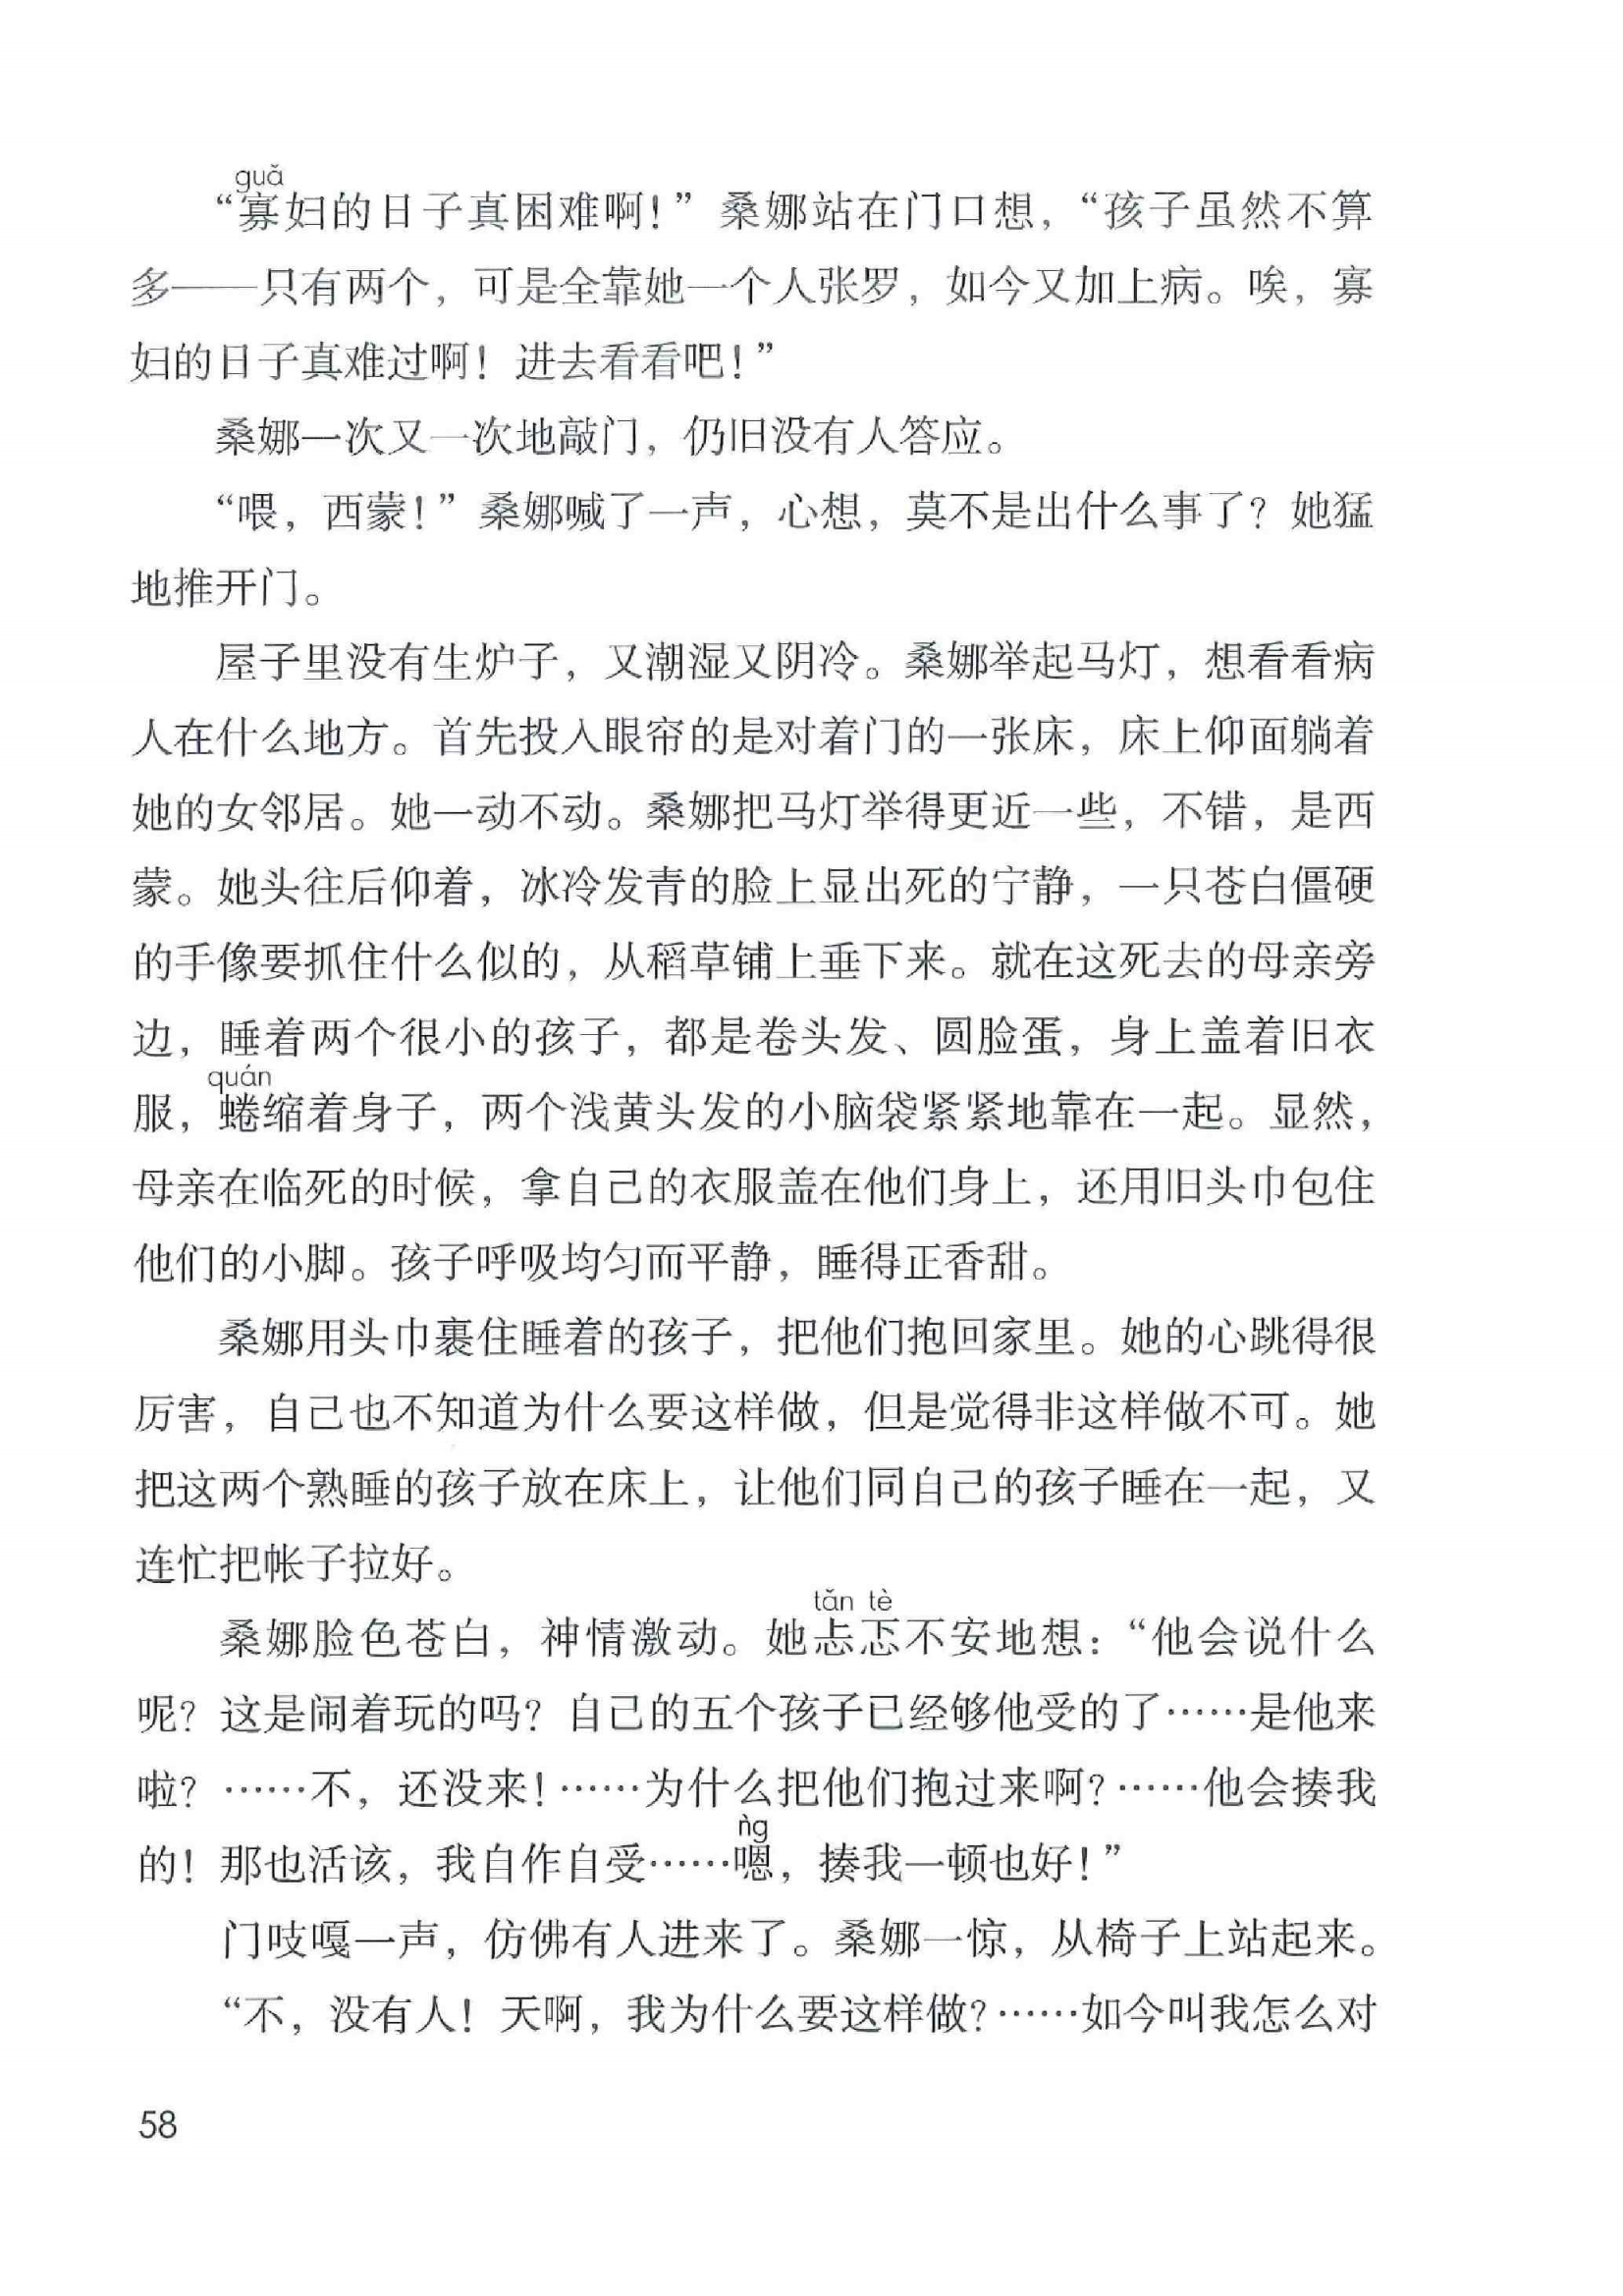 guǎ
“寡妇的日子真困难啊！”桑娜站在门口想，“孩子虽然不算
多——只有两个，可是全靠她一个人张罗，如今又加上病。唉，寡
妇的日子真难过啊！进去看看吧！”
桑娜一次又一次地敲门，仍旧没有人答应。
“喂，西蒙！”桑娜喊了一声，心想，莫不是出什么事了？她猛
地推开门。
屋子里没有生炉子，又潮湿又阴冷。桑娜举起马灯，想看看病
人在什么地方。首先投入眼帘的是对着门的一张床，床上仰面躺着
她的女邻居。她一动不动。桑娜把马灯举得更近一些，不错，是西
蒙。她头往后仰着，冰冷发青的脸上显出死的宁静，一只苍白僵硬
的手像要抓住什么似的，从稻草铺上垂下来。就在这死去的母亲旁
边，睡着两个很小的孩子，都是卷头发、圆脸蛋，身上盖着旧衣
quán
服，蜷缩着身子，两个浅黄头发的小脑袋紧紧地靠在一起。显然，
母亲在临死的时候，拿自己的衣服盖在他们身上，还用旧头巾包住
他们的小脚。孩子呼吸均匀而平静，睡得正香甜。
桑娜用头巾裹住睡着的孩子，把他们抱回家里。她的心跳得很
厉害，自己也不知道为什么要这样做，但是觉得非这样做不可。她
把这两个熟睡的孩子放在床上，让他们同自己的孩子睡在一起，又
连忙把帐子拉好。
tǎn tè
桑娜脸色苍白，神情激动。她忐忑不安地想：“他会说什么
呢？这是闹着玩的吗？自己的五个孩子已经够他受的了……是他来
啦？……不，还没来！……为什么把他们抱过来啊？……他会揍我
ǹg
的！那也活该，我自作自受……嗯，揍我一顿也好！”
门吱嘎一声，仿佛有人进来了。桑娜一惊，从椅子上站起来。
“不，没有人！天啊，我为什么要这样做？……如今叫我怎么对
58